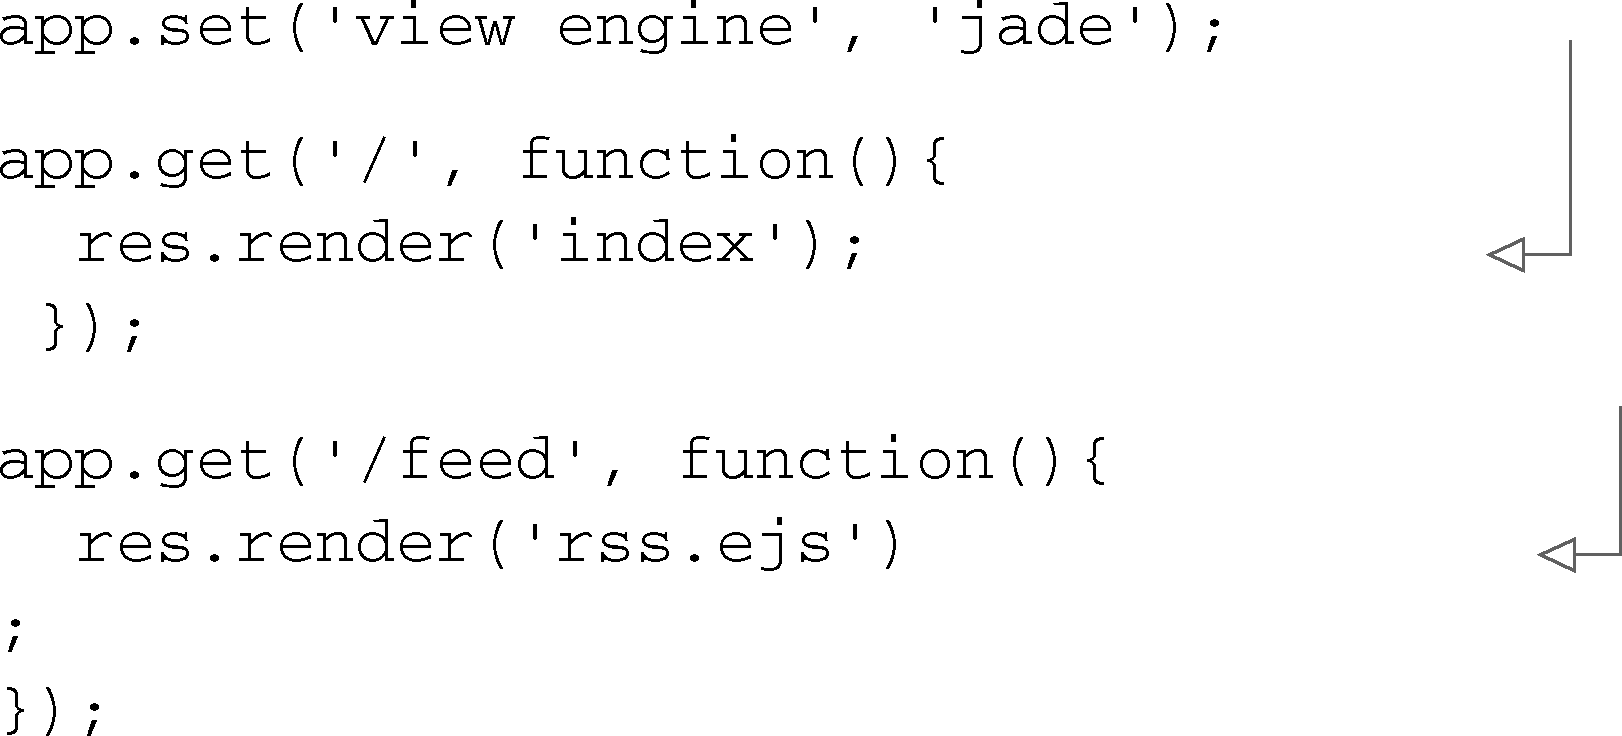 app.set('view engine', 'jade');
app.get('/', function(){
  res.render('index');
 });
app.get('/feed', function(){
  res.render('rss.ejs')
;
});